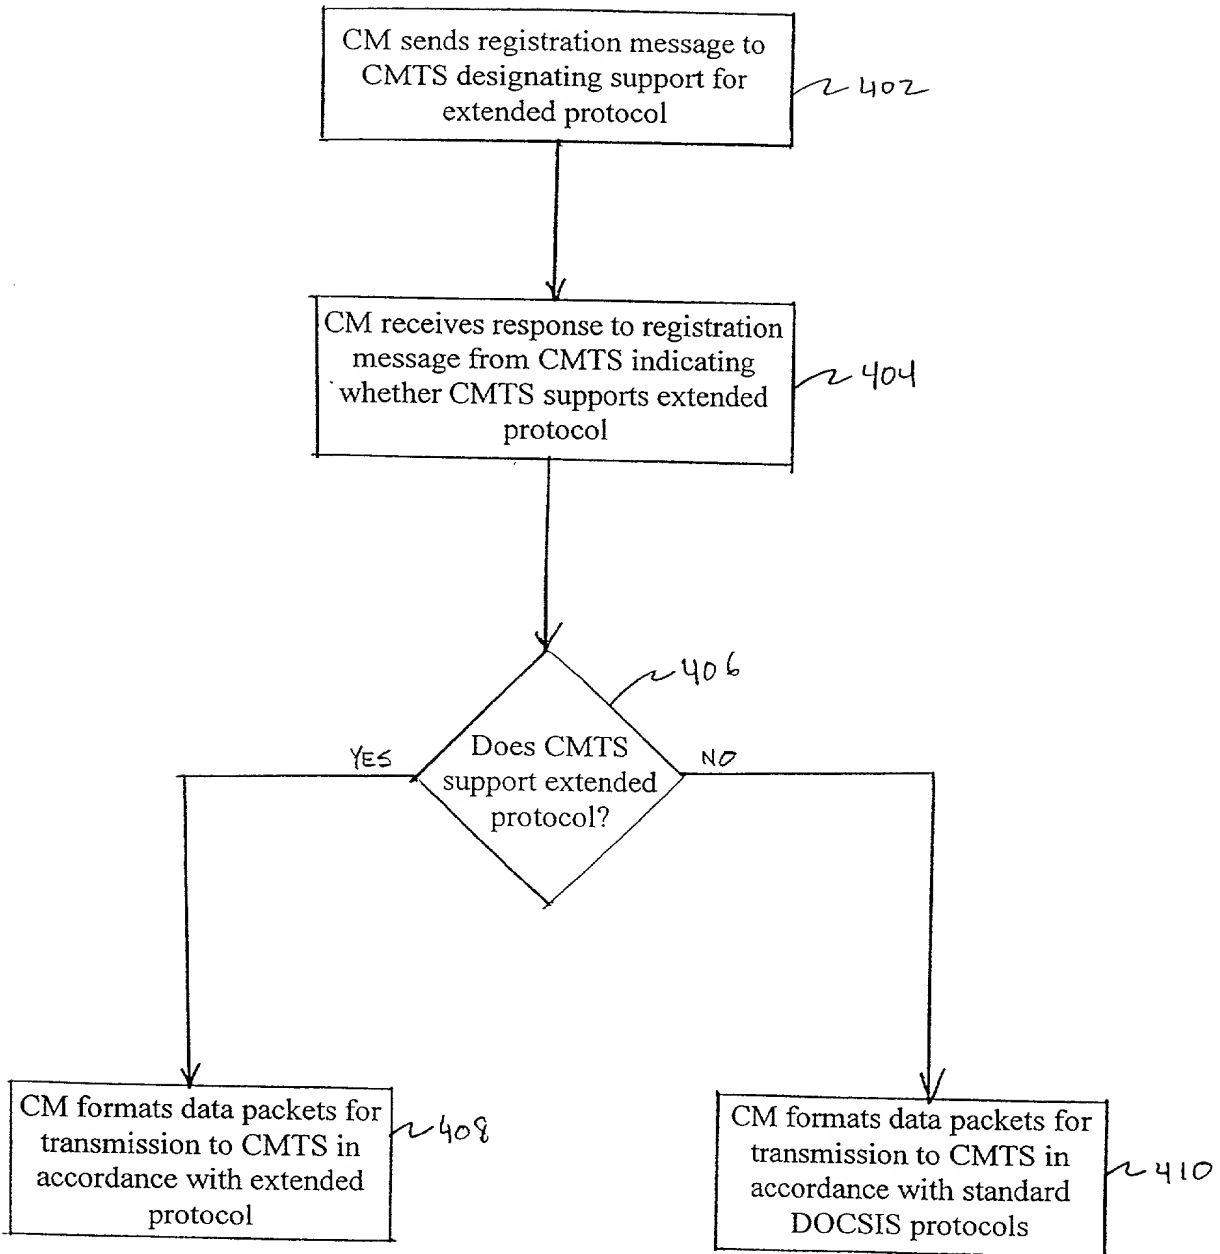 CM sends registration message to
CMTS designating support for
extended protocol
402
CM receives response to registration
message from CMTS indicating
whether CMTS supports extended
protocol
404
406
Does CMTS
support extended
protocol?
YES
NO
CM formats data packets for
transmission to CMTS in
accordance with extended
protocol
408
CM formats data packets for
transmission to CMTS in
accordance with standard
DOCSIS protocols
410